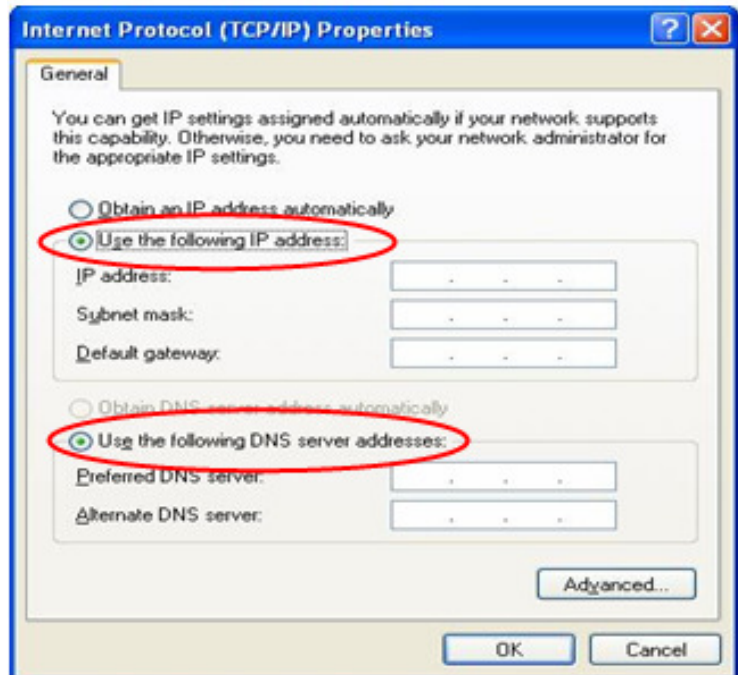 Internet Protocol (TCP/IP) Properties
General
You can get IP settings assigned automatically if your network supports
this capability. Otherwise, you need to ask your network administrator for
the appropriate IP settings.
Obtain an IP address automatically
Use the following IP address:
IP address:
Subnet mask:
Default gateway:
Obtain DNS server address automatically
Use the following DNS server addresses:
Preferred DNS server:
Alternate DNS server:
Advanced...
OK Cancel